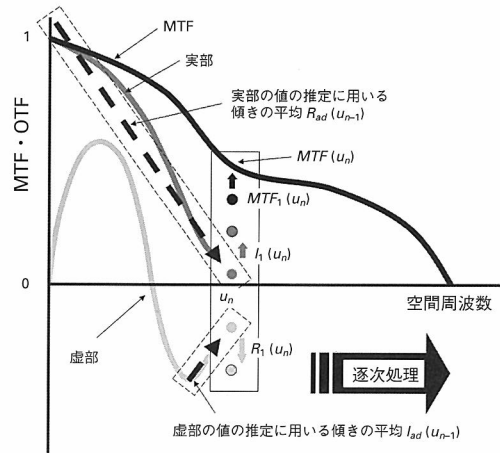 MTF
実部
1
実部の値の推定に用いる
傾きの平均 Rad (un−1)
MTF・OTF
MTF (un)
MTF1 (un)
I1 (un)
0
un
空間周波数
虚部
R1 (un)
逐次処理
虚部の値の推定に用いる傾きの平均 Iad (un−1)